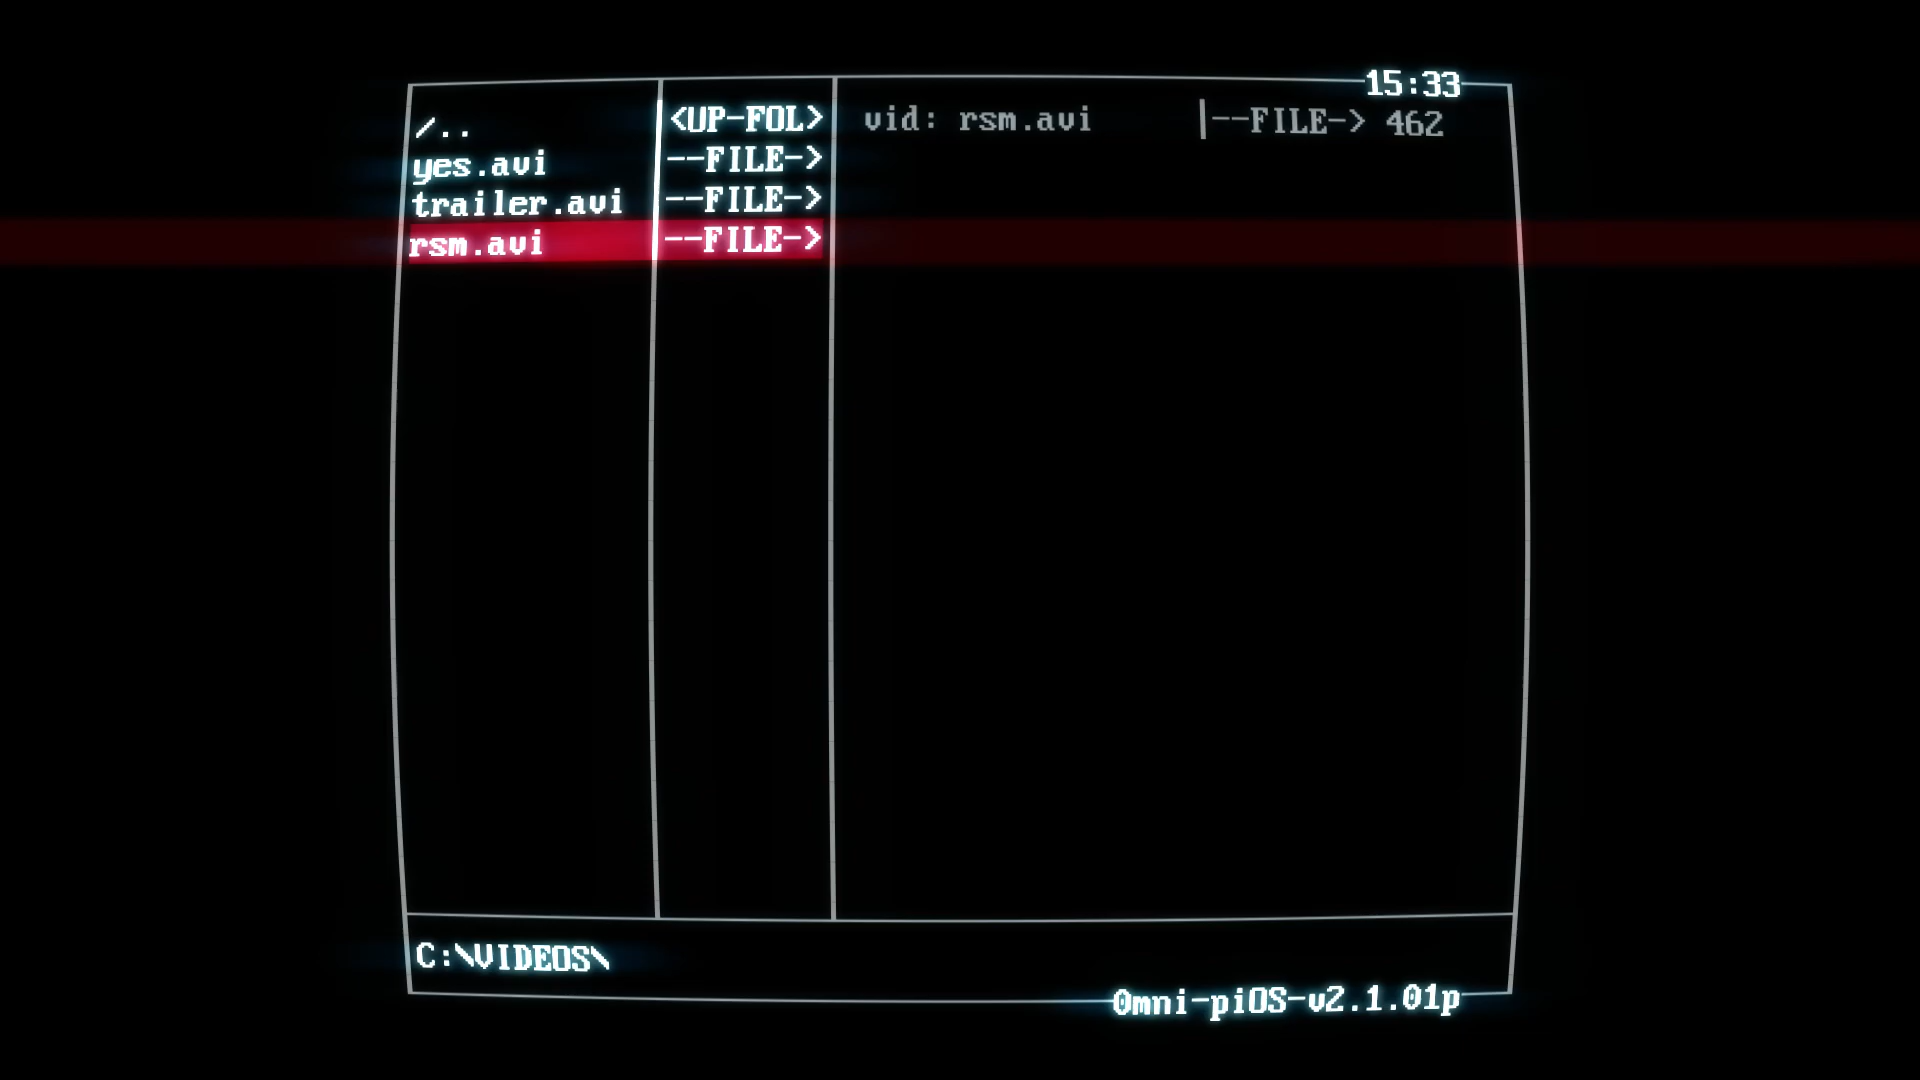 15:33
/.. <UP-FOL> vid: rsm.avi |--FILE-> 462
yes.avi --FILE->
trailer.avi --FILE->
rsm.avi --FILE->
C:\VIDEOS\
0mni-piOS-v2.1.01p